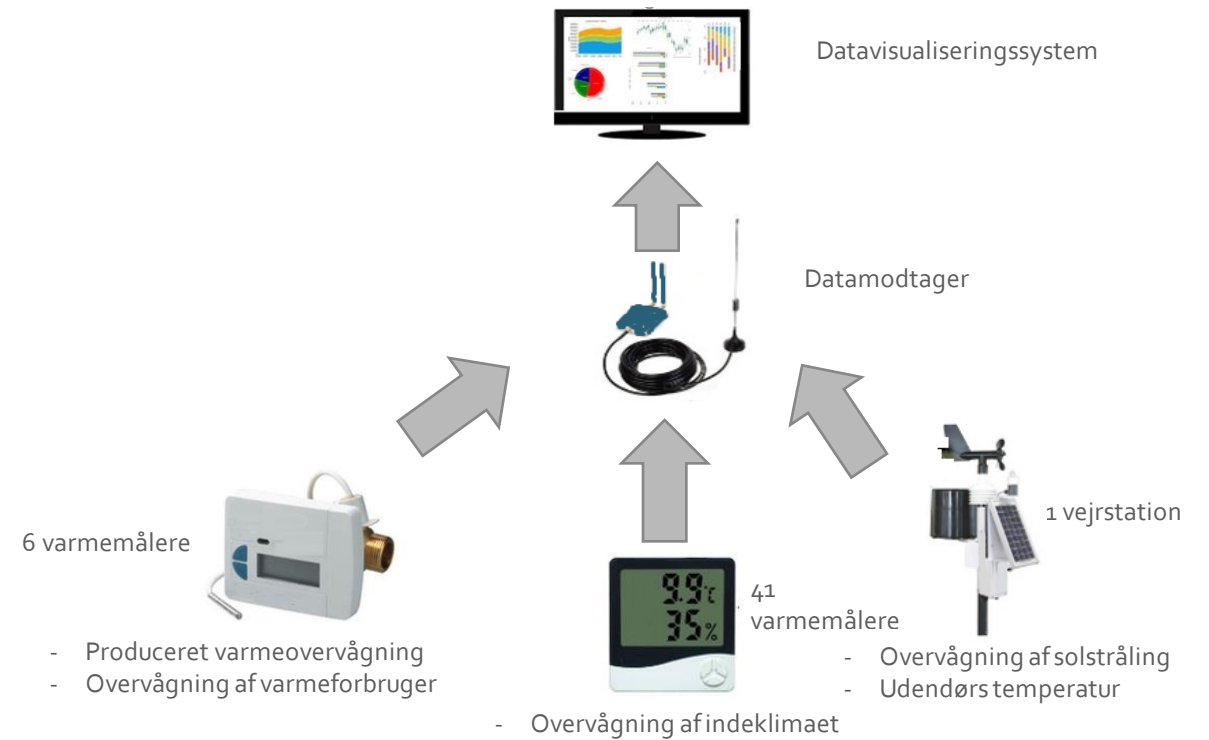 Datavisualiseringssystem
Datamodtager
6 varmemålere
- Produceret varmeovervågning
- Overvågning af varmeforbruger
9.9°C
35%
41
varmemålere
- Overvågning af indeklimaet
1 vejrstation
- Overvågning af solstråling
- Udendørs temperatur